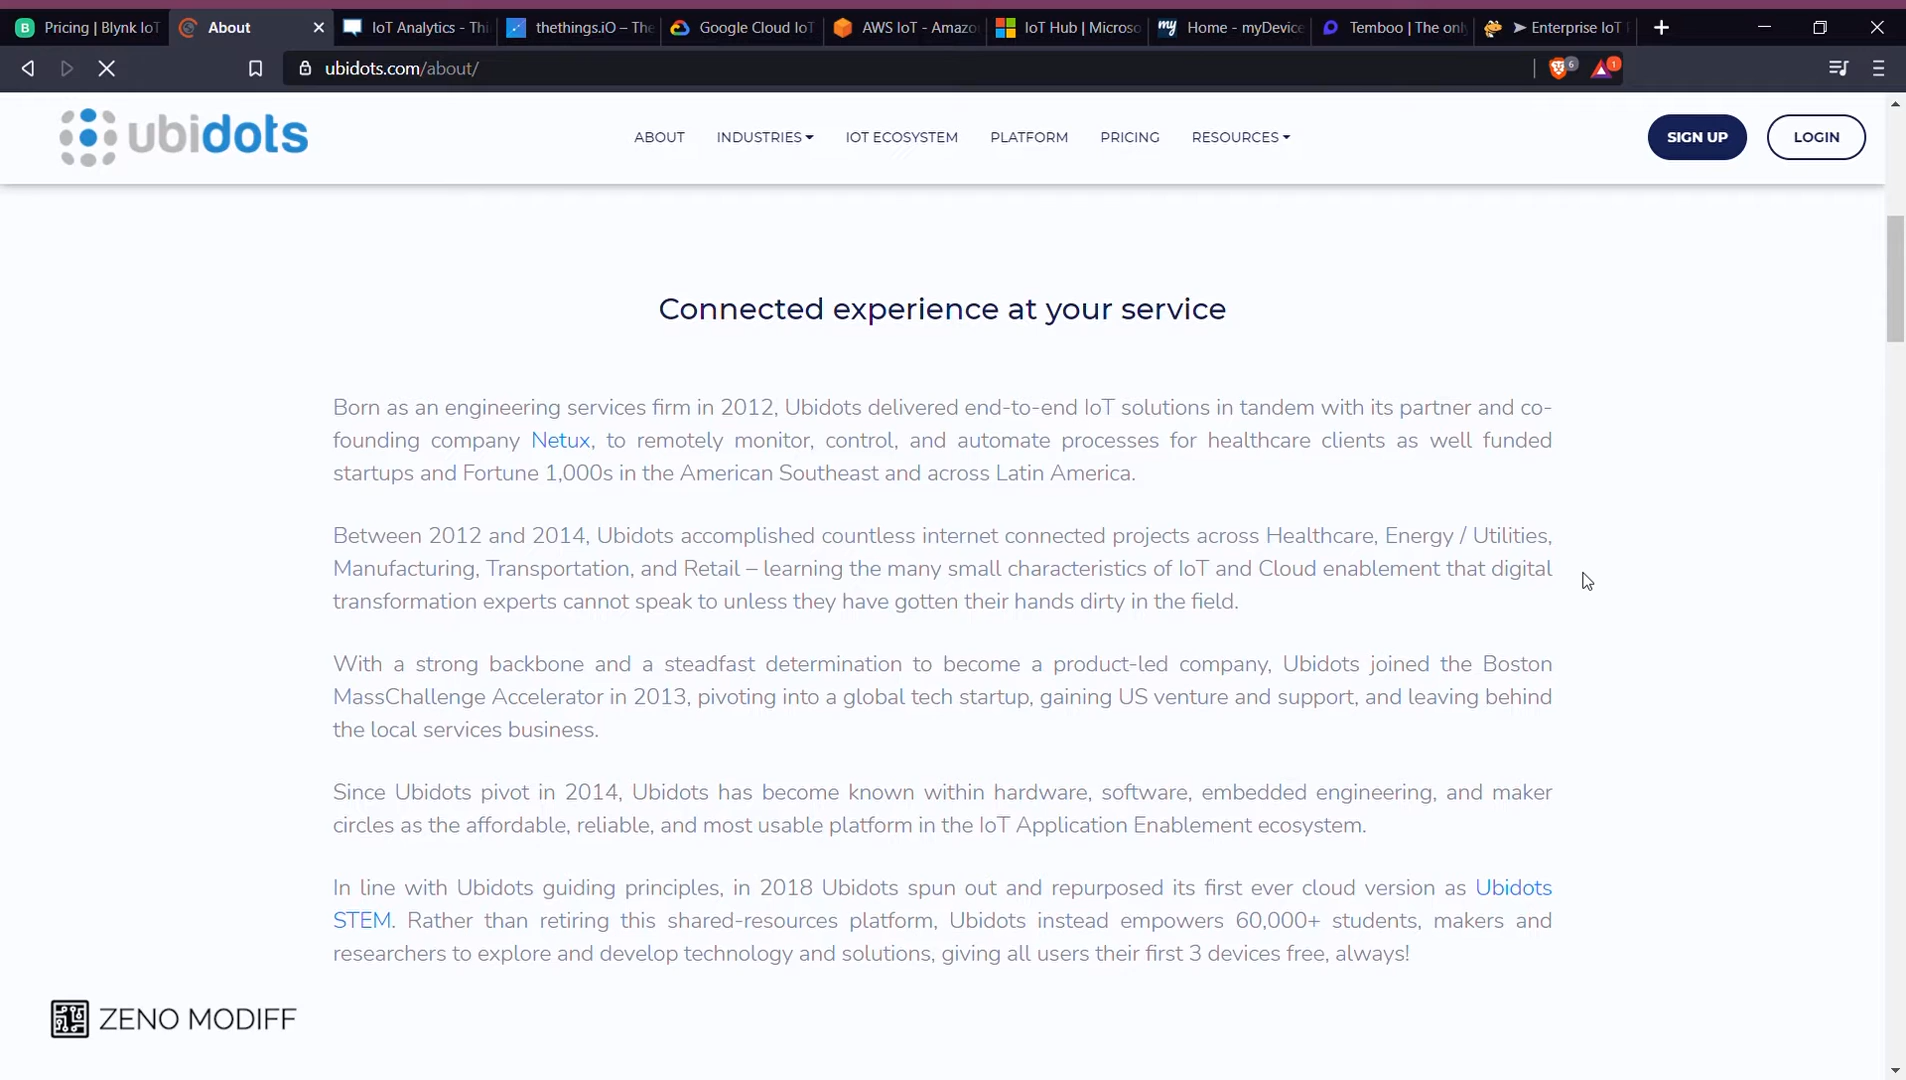 Pricing | Blynk IoT
About
IoT Analytics - Thi
thethings.iO – The
Google Cloud IoT
AWS IoT - Amazo
IoT Hub | Microso
Home - myDevice
Temboo | The only
➤ Enterprise IoT P
ubidots.com/about/
6
1
ubidots
ABOUT
INDUSTRIES
IOT ECOSYSTEM
PLATFORM
PRICING
RESOURCES
SIGN UP
LOGIN
Connected experience at your service
Born as an engineering services firm in 2012, Ubidots delivered end-to-end IoT solutions in tandem with its partner and co-
founding company Netux, to remotely monitor, control, and automate processes for healthcare clients as well funded
startups and Fortune 1,000s in the American Southeast and across Latin America.
Between 2012 and 2014, Ubidots accomplished countless internet connected projects across Healthcare, Energy / Utilities,
Manufacturing, Transportation, and Retail – learning the many small characteristics of IoT and Cloud enablement that digital
transformation experts cannot speak to unless they have gotten their hands dirty in the field.
With a strong backbone and a steadfast determination to become a product-led company, Ubidots joined the Boston
MassChallenge Accelerator in 2013, pivoting into a global tech startup, gaining US venture and support, and leaving behind
the local services business.
Since Ubidots pivot in 2014, Ubidots has become known within hardware, software, embedded engineering, and maker
circles as the affordable, reliable, and most usable platform in the IoT Application Enablement ecosystem.
In line with Ubidots guiding principles, in 2018 Ubidots spun out and repurposed its first ever cloud version as Ubidots
STEM. Rather than retiring this shared-resources platform, Ubidots instead empowers 60,000+ students, makers and
researchers to explore and develop technology and solutions, giving all users their first 3 devices free, always!
ZENO MODIFF